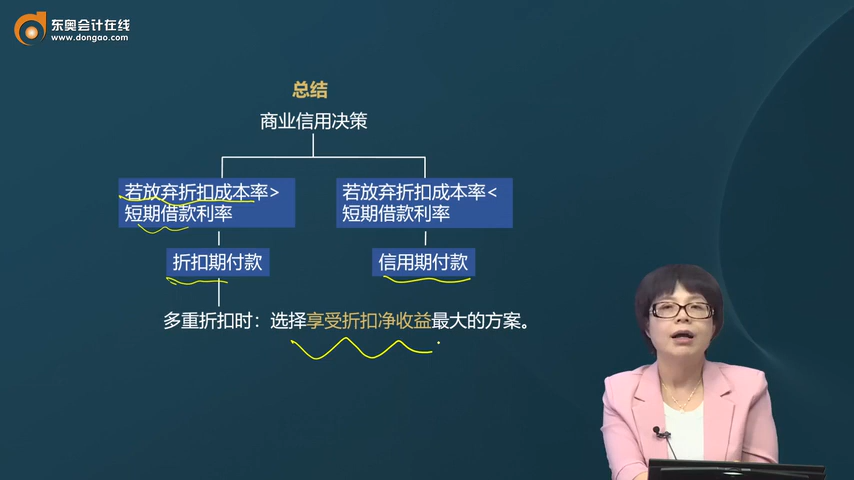 东奥会计在线
www.dongao.com
总结
商业信用决策
若放弃折扣成本率>
短期借款利率
若放弃折扣成本率<
短期借款利率
折扣期付款
信用期付款
多重折扣时：选择享受折扣净收益最大的方案。